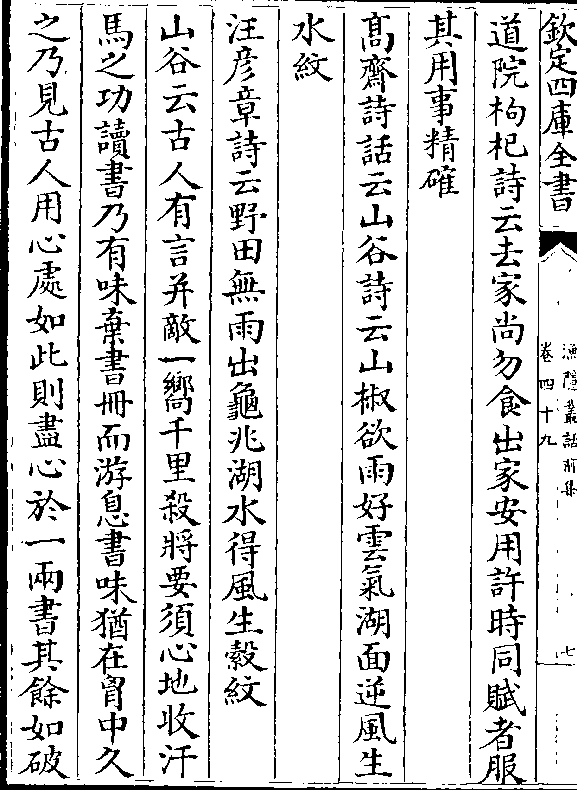 欽定四庫全書
漁隱叢話前集
卷四十九
七
道院枸杞詩云去家尚勿食出家安用許時同賦者服
其用事精確
髙齋詩話云山谷詩云山椒欲雨好雲氣湖面逆風生
水紋
汪彦章詩云野田無雨出龜兆湖水得風生縠紋
山谷云古人有言并敵一嚮千里殺將要須心地收汗
馬之功讀書乃有味棄書冊而游息書味猶在胷中久
之乃見古人用心處如此則盡心於一兩書其餘如破